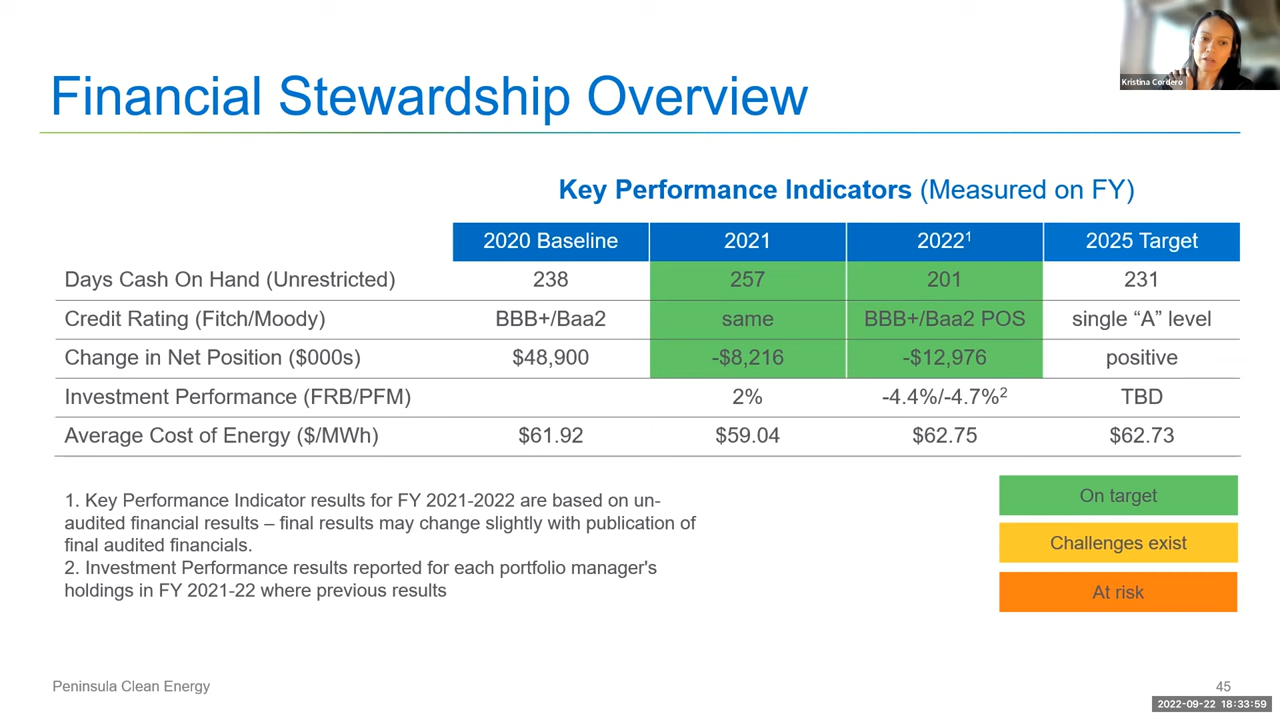 Kristina Cordero
Financial Stewardship Overview
Key Performance Indicators (Measured on FY)
2020 Baseline 2021 2022¹ 2025 Target
Days Cash On Hand (Unrestricted) 238 257 201 231
Credit Rating (Fitch/Moody) BBB+/Baa2 same BBB+/Baa2 POS single “A” level
Change in Net Position ($000s) $48,900 -$8,216 -$12,976 positive
Investment Performance (FRB/PFM) 2% -4.4%/-4.7%² TBD
Average Cost of Energy ($/MWh) $61.92 $59.04 $62.75 $62.73
1. Key Performance Indicator results for FY 2021-2022 are based on un-
audited financial results – final results may change slightly with publication of
final audited financials.
2. Investment Performance results reported for each portfolio manager's
holdings in FY 2021-22 where previous results
On target
Challenges exist
At risk
Peninsula Clean Energy
45
2022-09-22 18:33:59